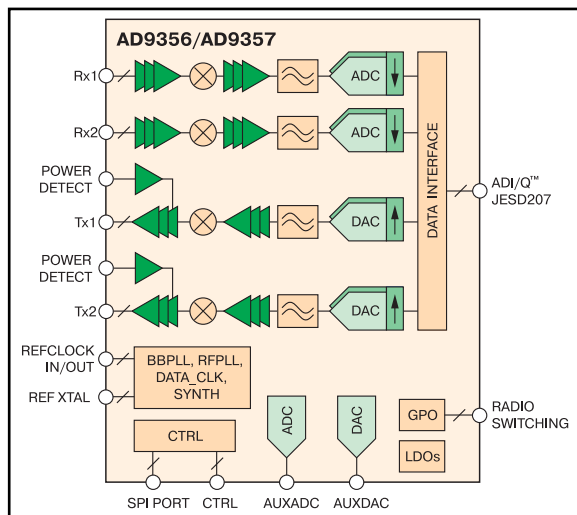 AD9356/AD9357
Rx1
ADC
Rx2
ADC
POWER
DETECT
DATA INTERFACE
ADI/Q™
JESD207
Tx1
DAC
POWER
DETECT
Tx2
DAC
REFCLOCK
IN/OUT
REF XTAL
BBPLL, RFPLL,
DATA_CLK,
SYNTH
CTRL
ADC
DAC
GPO
LDOs
RADIO
SWITCHING
SPI PORT
CTRL
AUXADC
AUXDAC